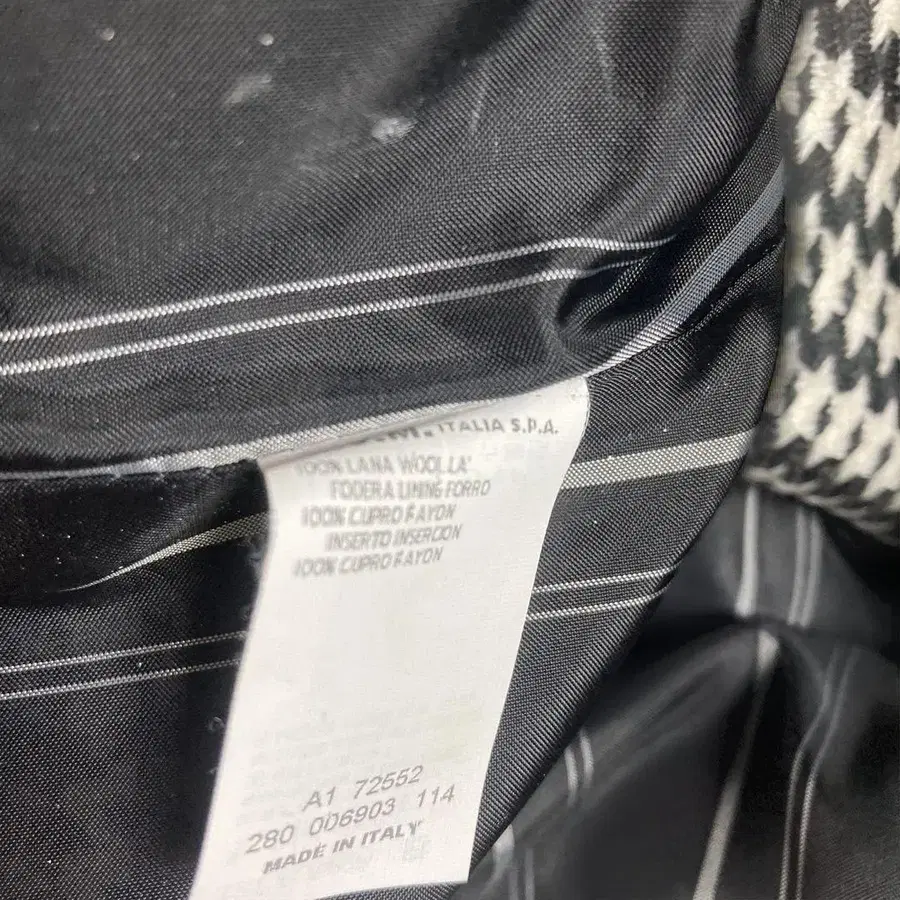 ITALIA S.P.A.
100% LANA WOOL LA'
FODERA LINING FORRO
100% CUPRO RAYON
INSERTO INSERCION
100% CUPRO RAYON
A1 72552
280 006903 114
MADE IN ITALY